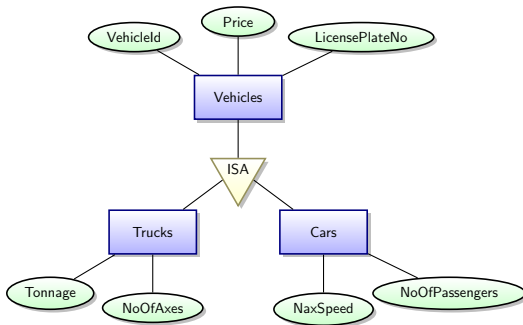 Price
VehicleId
LicensePlateNo
Vehicles
ISA
Trucks
Cars
Tonnage
NoOfPassengers
NoOfAxes
NaxSpeed